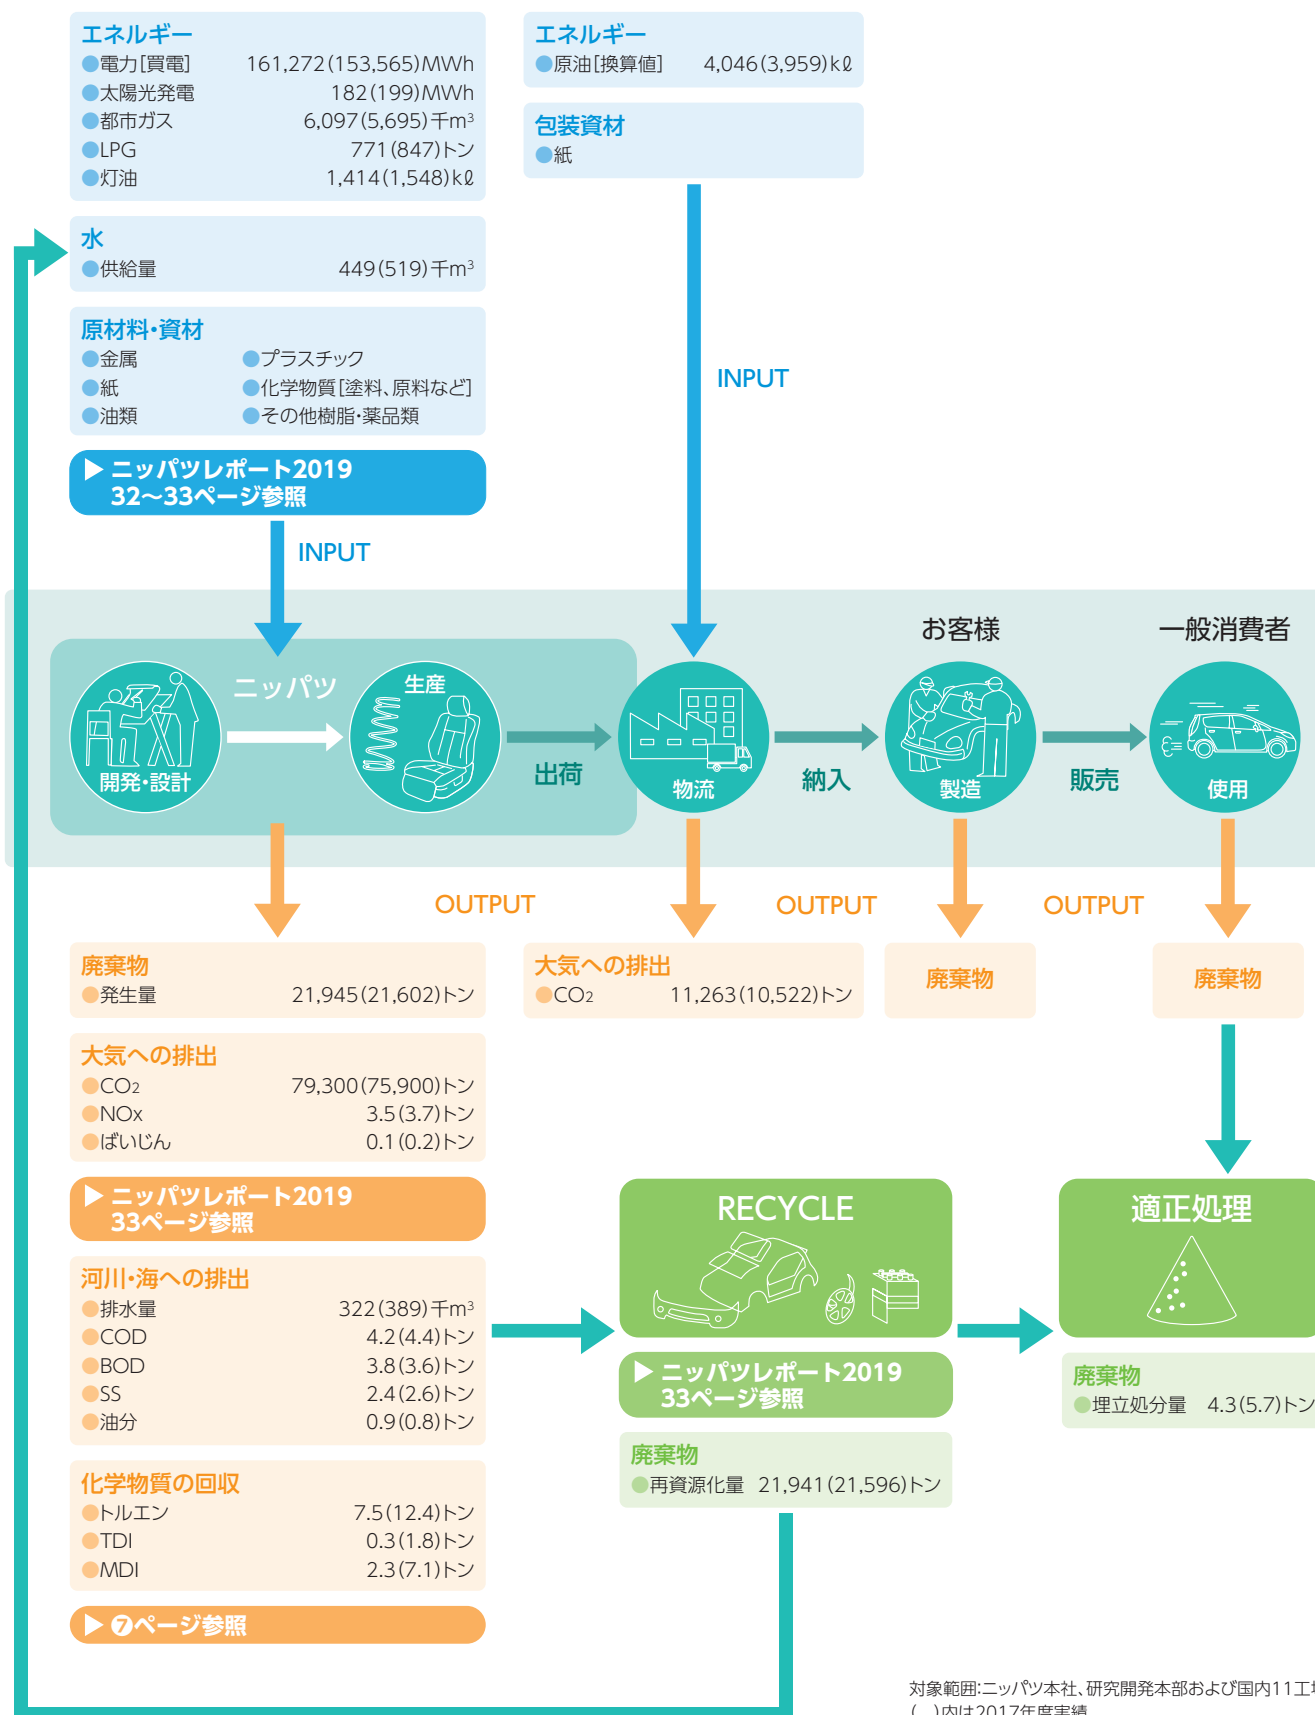 エネルギー
●電力[買電] 161,272(153,565)MWh
●太陽光発電 182(199)MWh
●都市ガス 6,097(5,695)千m³
●LPG 771(847)トン
●灯油 1,414(1,548)kℓ
水
●供給量 449(519)千m³
原材料・資材
●金属 ●プラスチック
●紙 ●化学物質[塗料、原料など]
●油類 ●その他樹脂・薬品類
▶ ニッパツレポート2019
32～33ページ参照
INPUT
エネルギー
●原油[換算値] 4,046(3,959)kℓ
包装資材
●紙
INPUT
お客様
一般消費者
ニッパツ
開発・設計
生産
出荷
物流
納入
製造
販売
使用
OUTPUT
OUTPUT
OUTPUT
廃棄物
●発生量 21,945(21,602)トン
大気への排出
●CO₂ 79,300(75,900)トン
●NOx 3.5(3.7)トン
●ばいじん 0.1(0.2)トン
▶ ニッパツレポート2019
33ページ参照
河川・海への排出
●排水量 322(389)千m³
●COD 4.2(4.4)トン
●BOD 3.8(3.6)トン
●SS 2.4(2.6)トン
●油分 0.9(0.8)トン
化学物質の回収
●トルエン 7.5(12.4)トン
●TDI 0.3(1.8)トン
●MDI 2.3(7.1)トン
▶ ❼ページ参照
大気への排出
●CO₂ 11,263(10,522)トン
廃棄物
廃棄物
RECYCLE
▶ ニッパツレポート2019
33ページ参照
廃棄物
●再資源化量 21,941(21,596)トン
適正処理
廃棄物
●埋立処分量 4.3(5.7)トン
対象範囲:ニッパツ本社、研究開発本部および国内11工場
( )内は2017年度実績